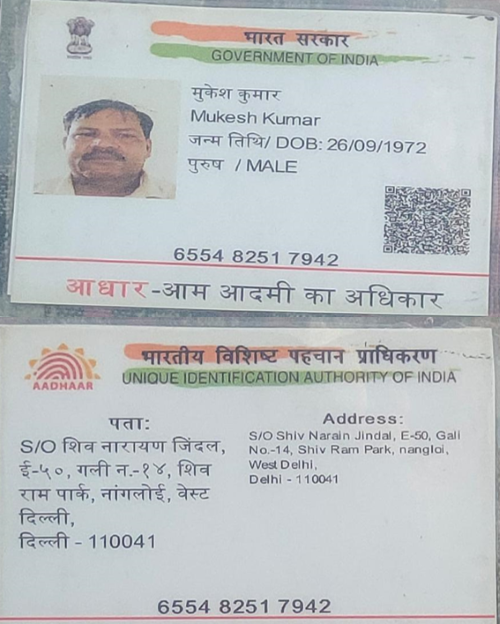 भारत सरकार
GOVERNMENT OF INDIA
मुकेश कुमार
Mukesh Kumar
जन्म तिथि/ DOB: 26/09/1972
पुरुष / MALE
6554 8251 7942
आधार-आम आदमी का अधिकार
भारतीय विशिष्ट पहचान प्राधिकरण
AADHAAR
UNIQUE IDENTIFICATION AUTHORITY OF INDIA
पता:
S/O शिव नारायण जिंदल,
ई-५०, गली न.-१४, शिव
राम पार्क, नांगलोई, वेस्ट
दिल्ली,
दिल्ली - 110041
Address:
S/O Shiv Narain Jindal, E-50, Gali
No.-14, Shiv Ram Park, nangloi,
West Delhi,
Delhi - 110041
6554 8251 7942